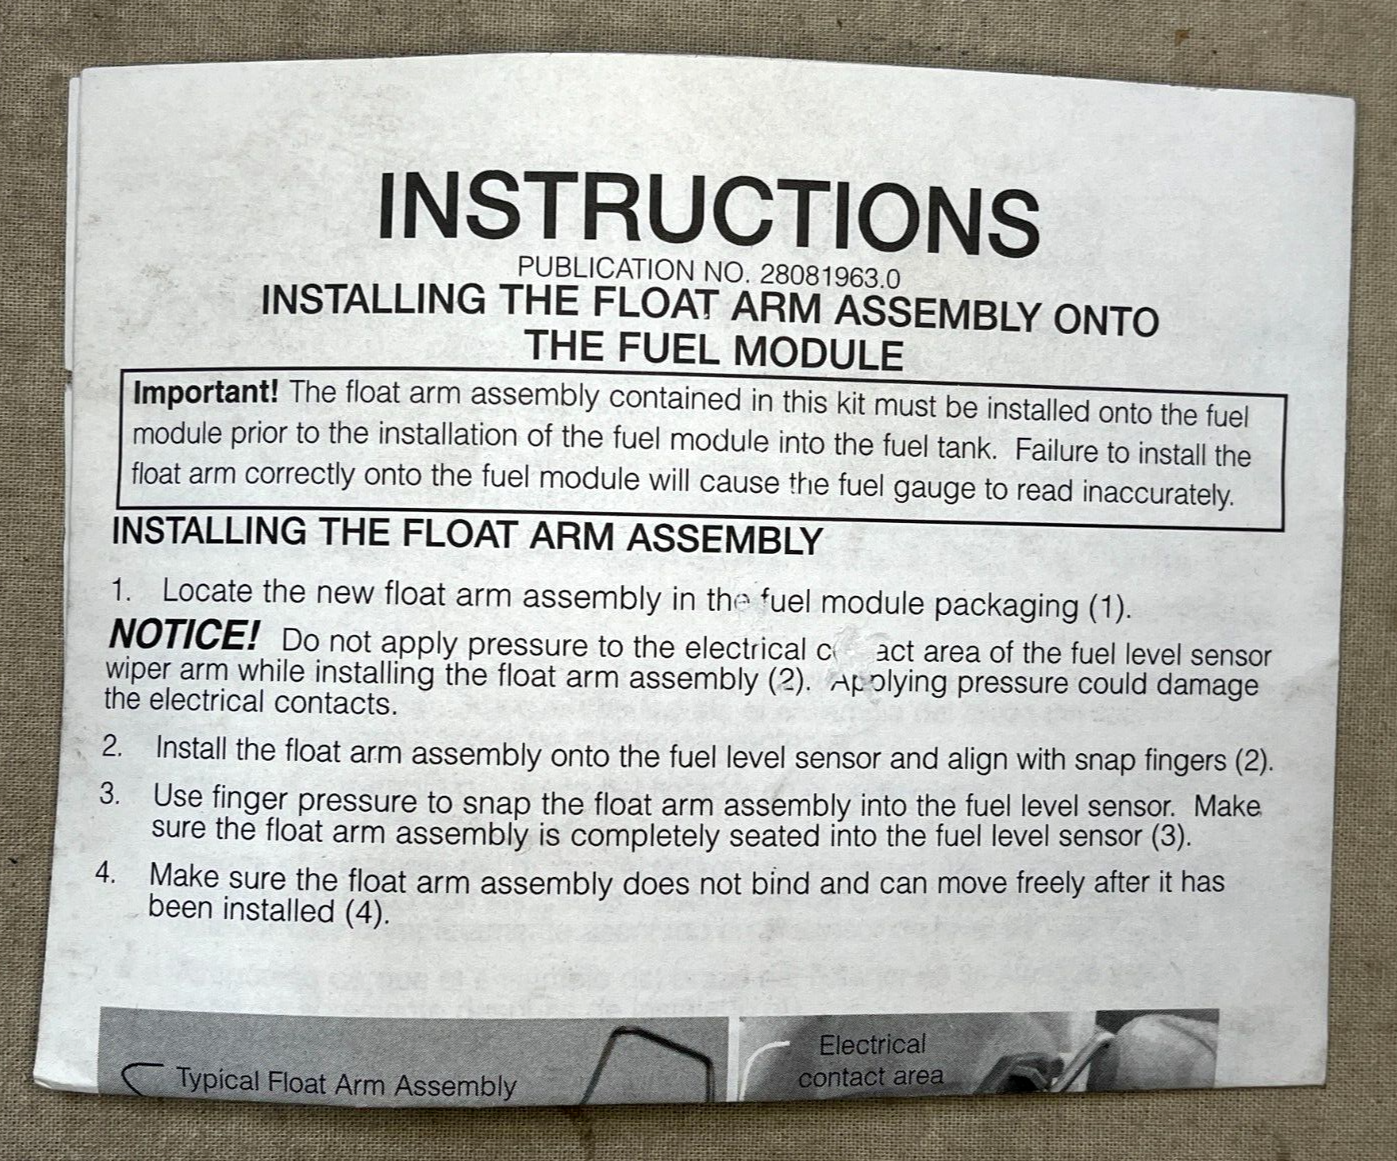 INSTRUCTIONS
PUBLICATION NO. 28081963.0
INSTALLING THE FLOAT ARM ASSEMBLY ONTO
THE FUEL MODULE
Important! The float arm assembly contained in this kit must be installed onto the fuel
module prior to the installation of the fuel module into the fuel tank. Failure to install the
float arm correctly onto the fuel module will cause the fuel gauge to read inaccurately.
INSTALLING THE FLOAT ARM ASSEMBLY
1. Locate the new float arm assembly in the fuel module packaging (1).
NOTICE! Do not apply pressure to the electrical c act area of the fuel level sensor
wiper arm while installing the float arm assembly (2). Applying pressure could damage
the electrical contacts.
2. Install the float arm assembly onto the fuel level sensor and align with snap fingers (2).
3. Use finger pressure to snap the float arm assembly into the fuel level sensor. Make
sure the float arm assembly is completely seated into the fuel level sensor (3).
4. Make sure the float arm assembly does not bind and can move freely after it has
been installed (4).
Typical Float Arm Assembly
Electrical
contact area